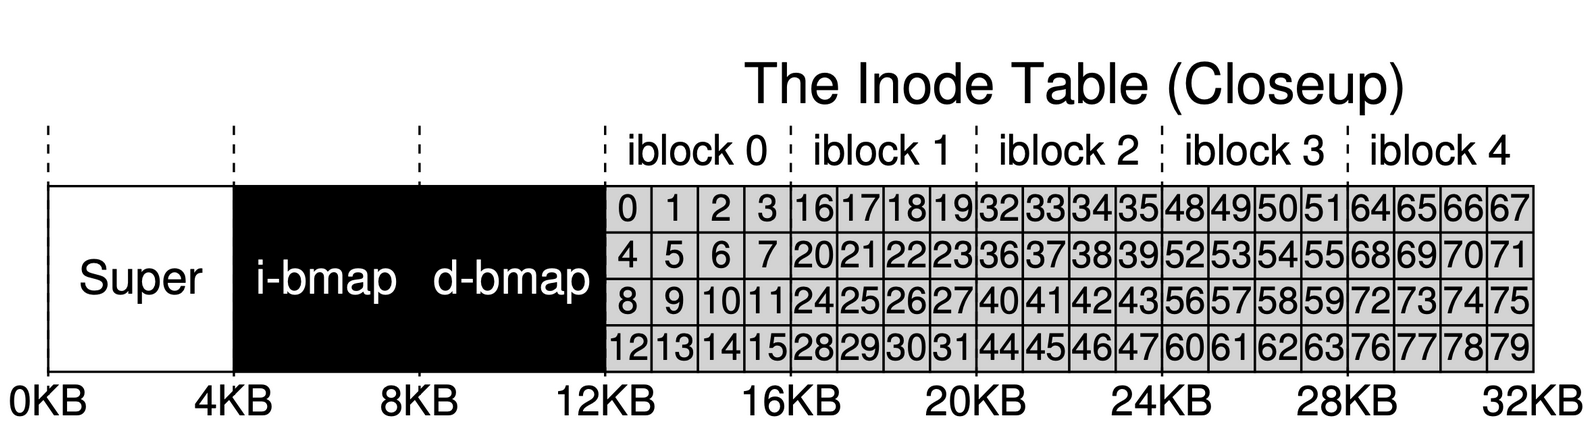 The Inode Table (Closeup)
iblock 0 iblock 1 iblock 2 iblock 3 iblock 4
0 1 2 3 16 17 18 19 32 33 34 35 48 49 50 51 64 65 66 67
4 5 6 7 20 21 22 23 36 37 38 39 52 53 54 55 68 69 70 71
Super i-bmap d-bmap
8 9 10 11 24 25 26 27 40 41 42 43 56 57 58 59 72 73 74 75
12 13 14 15 28 29 30 31 44 45 46 47 60 61 62 63 76 77 78 79
0KB 4KB 8KB 12KB 16KB 20KB 24KB 28KB 32KB